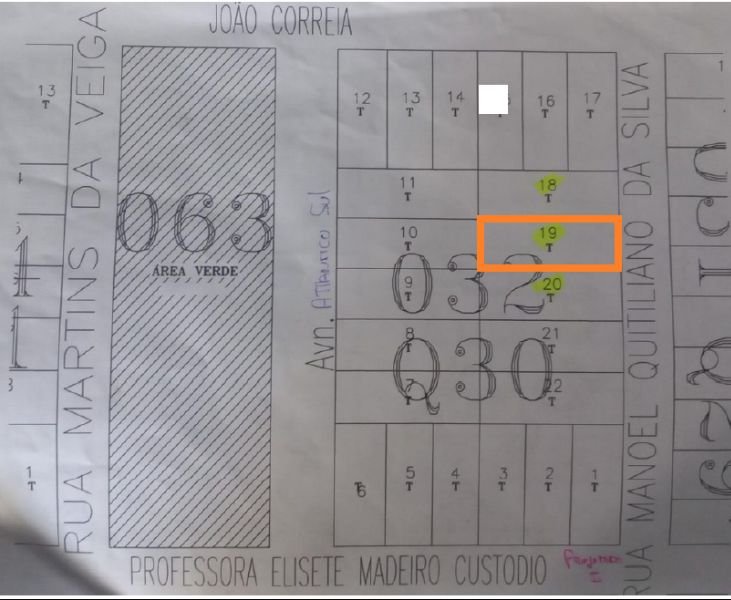 JOÃO CORREIA
RUA MARTINS DA VEIGA
13
T
1
T
063
ÁREA VERDE
Avn. Atlantico Sul
12
T
13
T
14
T
16
T
17
T
11
T
18
T
10
T
19
T
032
9
T
20
T
8
T
21
T
Q30
7
T
22
T
6
T
5
T
4
T
3
T
2
T
1
T
RUA MANOEL QUITILIANO DA SILVA
1
PROFESSORA ELISETE MADEIRO CUSTODIO